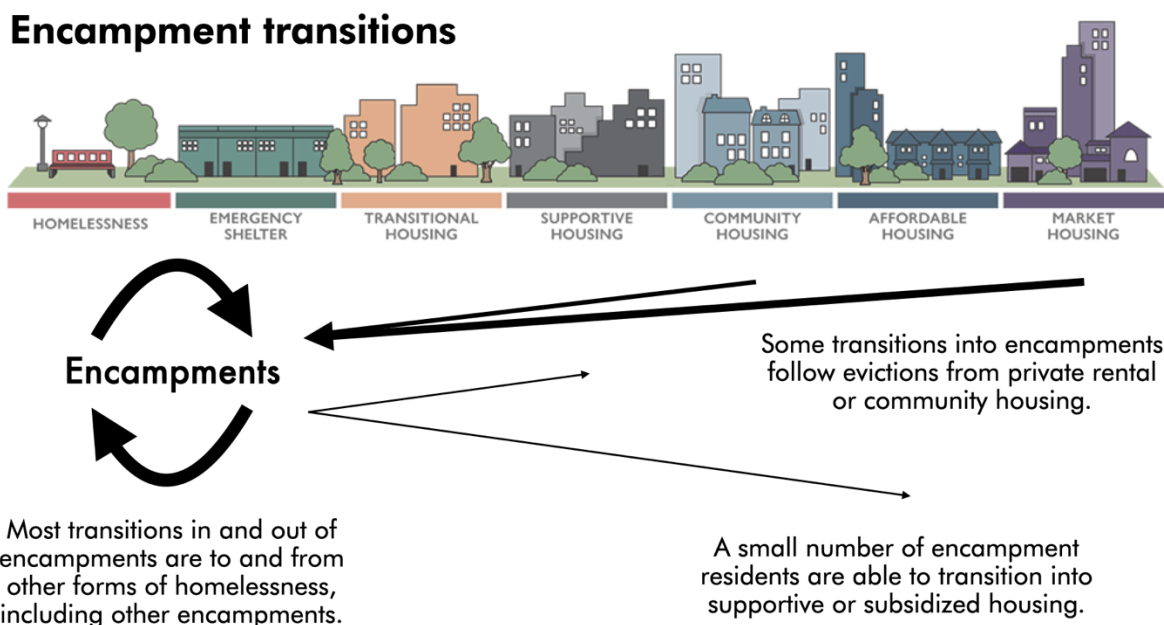 Encampment transitions
HOMELESSNESS
EMERGENCY
SHELTER
TRANSITIONAL
HOUSING
SUPPORTIVE
HOUSING
COMMUNITY
HOUSING
AFFORDABLE
HOUSING
MARKET
HOUSING
Encampments
Some transitions into encampments
follow evictions from private rental
or community housing.
Most transitions in and out of
encampments are to and from
other forms of homelessness,
including other encampments.
A small number of encampment
residents are able to transition into
supportive or subsidized housing.